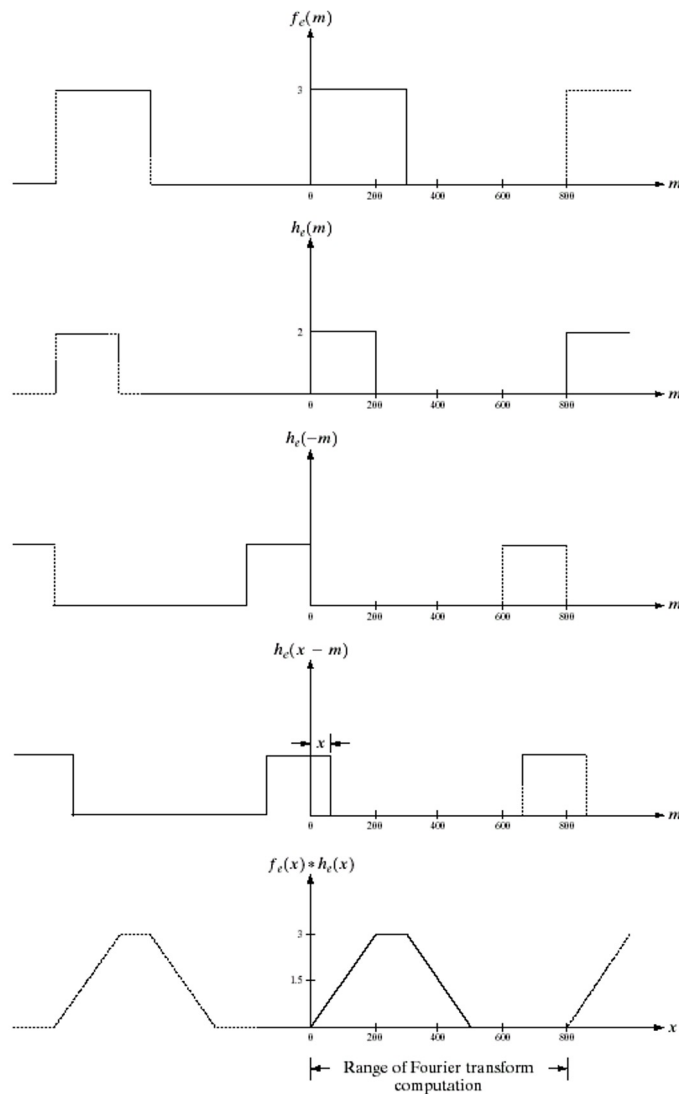 f_e(m)
3
0 200 400 600 800 m
h_e(m)
2
0 200 400 600 800 m
h_e(−m)
0 200 400 600 800 m
h_e(x − m)
x
0 200 400 600 800 m
f_e(x) * h_e(x)
3
1.5
0 200 400 600 800 x
Range of Fourier transform
computation